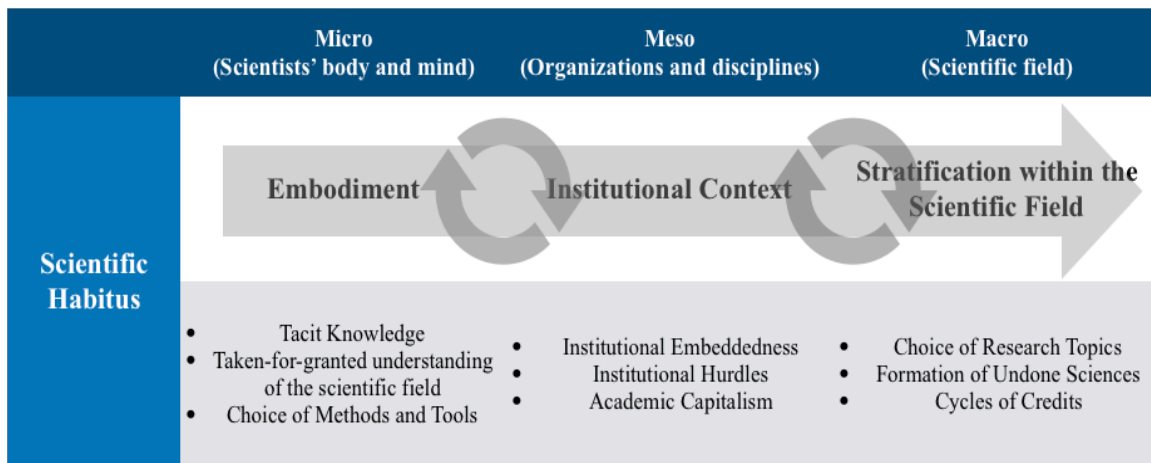 Micro
(Scientists' body and mind)
Meso
(Organizations and disciplines)
Macro
(Scientific field)
Scientific
Habitus
Embodiment
Institutional Context
Stratification within the
Scientific Field
• Tacit Knowledge
• Taken-for-granted understanding
of the scientific field
• Choice of Methods and Tools
• Institutional Embeddedness
• Institutional Hurdles
• Academic Capitalism
• Choice of Research Topics
• Formation of Undone Sciences
• Cycles of Credits